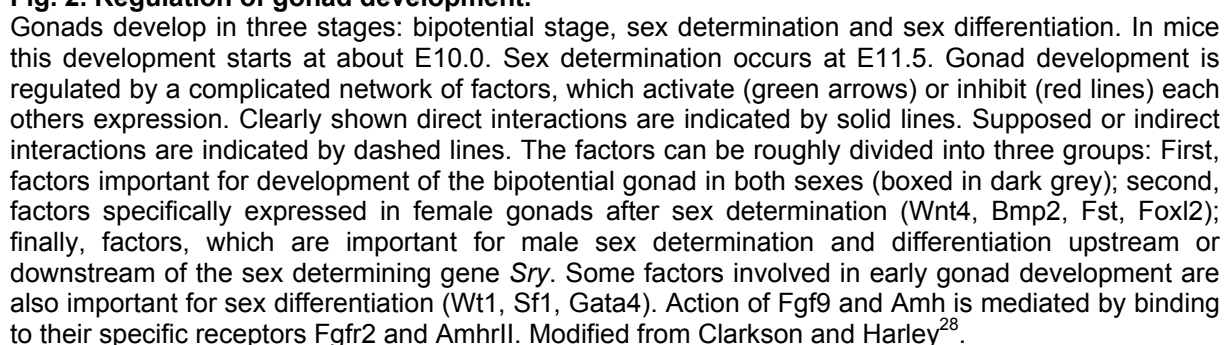 Fig. 2. Regulation of gonad development.
Gonads develop in three stages: bipotential stage, sex determination and sex differentiation. In mice
this development starts at about E10.0. Sex determination occurs at E11.5. Gonad development is
regulated by a complicated network of factors, which activate (green arrows) or inhibit (red lines) each
others expression. Clearly shown direct interactions are indicated by solid lines. Supposed or indirect
interactions are indicated by dashed lines. The factors can be roughly divided into three groups: First,
factors important for development of the bipotential gonad in both sexes (boxed in dark grey); second,
factors specifically expressed in female gonads after sex determination (Wnt4, Bmp2, Fst, Foxl2);
finally, factors, which are important for male sex determination and differentiation upstream or
downstream of the sex determining gene Sry. Some factors involved in early gonad development are
also important for sex differentiation (Wt1, Sf1, Gata4). Action of Fgf9 and Amh is mediated by binding
to their specific receptors Fgfr2 and AmhrII. Modified from Clarkson and Harley28.